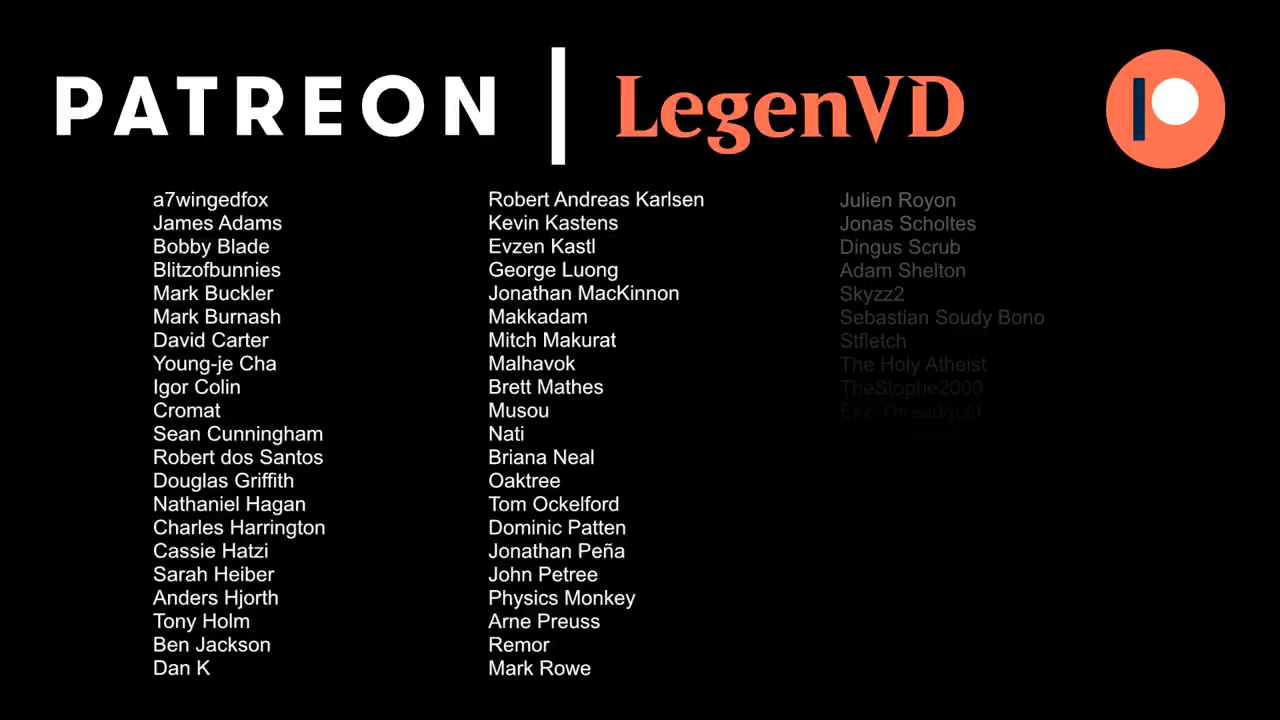 PATREON | LegenVD
a7wingedfox
James Adams
Bobby Blade
Blitzofbunnies
Mark Buckler
Mark Burnash
David Carter
Young-je Cha
Igor Colin
Cromat
Sean Cunningham
Robert dos Santos
Douglas Griffith
Nathaniel Hagan
Charles Harrington
Cassie Hatzi
Sarah Heiber
Anders Hjorth
Tony Holm
Ben Jackson
Dan K
Robert Andreas Karlsen
Kevin Kastens
Evzen Kastl
George Luong
Jonathan MacKinnon
Makkadam
Mitch Makurat
Malhavok
Brett Mathes
Musou
Nati
Briana Neal
Oaktree
Tom Ockelford
Dominic Patten
Jonathan Peña
John Petree
Physics Monkey
Arne Preuss
Remor
Mark Rowe
Julien Royon
Jonas Scholtes
Dingus Scrub
Adam Shelton
Skyzz2
Sebastian Soudy Bono
Stfletch
The Holy Atheist
TheStophe2000
Eric Threadgold